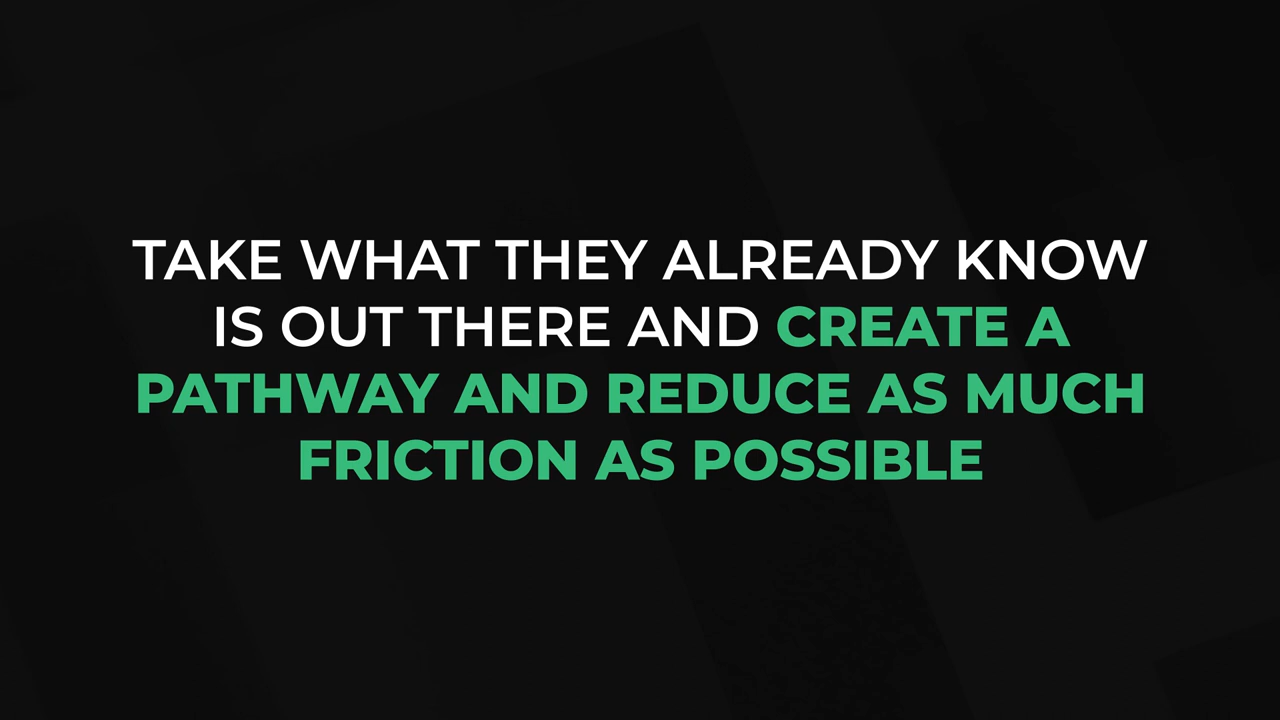 TAKE WHAT THEY ALREADY KNOW
IS OUT THERE AND CREATE A
PATHWAY AND REDUCE AS MUCH
FRICTION AS POSSIBLE